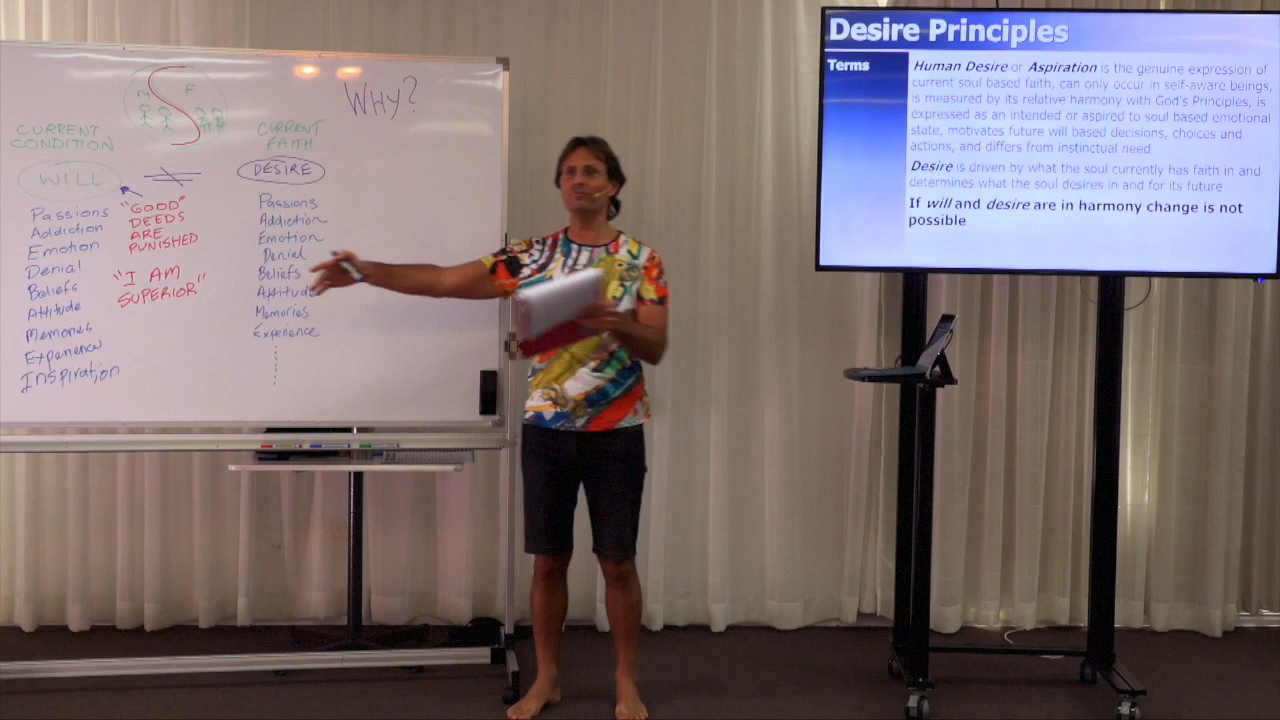 M F
CURRENT
CONDITION
WILL
Passions
Addiction
Emotion
Denial
Beliefs
Attitude
Memories
Experience
Inspiration
"GOOD"
DEEDS
ARE
PUNISHED
"I AM
SUPERIOR"
CURRENT
FAITH
DESIRE
Passions
Addiction
Emotion
Denial
Beliefs
Attitude
Memories
Experience
WHY?
Desire Principles
Terms
Human Desire or Aspiration is the genuine expression of
current soul based faith, can only occur in self-aware beings,
is measured by its relative harmony with God's Principles, is
expressed as an intended or aspired to soul based emotional
state, motivates future will based decisions, choices and
actions, and differs from instinctual need
Desire is driven by what the soul currently has faith in and
determines what the soul desires in and for its future
If will and desire are in harmony change is not
possible